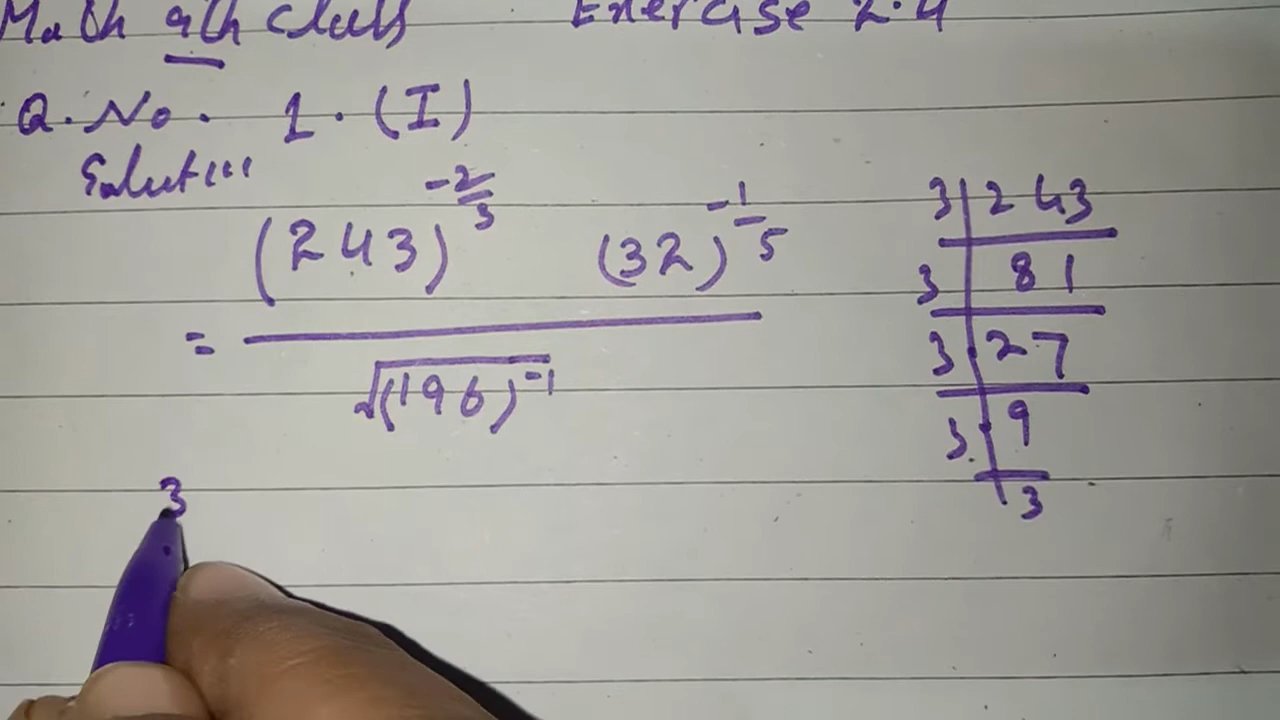 Math 9th class Exercise 2.4
Q. No. 1. (I)
Solution
= (243)^{-2/3} (32)^{-1/5} / √(196)^{-1}
3 | 243
3 | 81
3 | 27
3 | 9
3
3